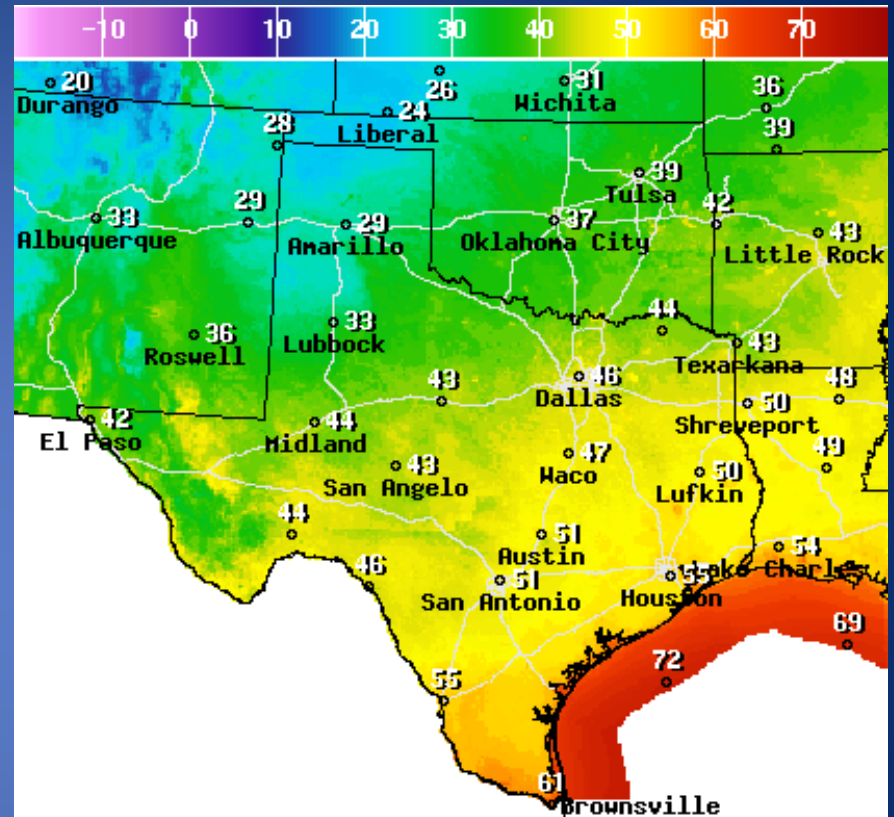 -10 0 10 20 30 40 50 60 70
20
Durango
26
31
Wichita
36
24
Liberal
28
39
39
Tulsa
33
Albuquerque
29
29
Amarillo
37
Oklahoma City
42
43
Little Rock
36
Roswell
33
Lubbock
44
43
Texarkana
46
Dallas
43
48
50
Shreveport
42
El Paso
44
Midland
43
San Angelo
47
Waco
50
Lufkin
49
44
51
Austin
54
Lake Charles
46
51
San Antonio
55
Houston
69
72
55
61
Brownsville